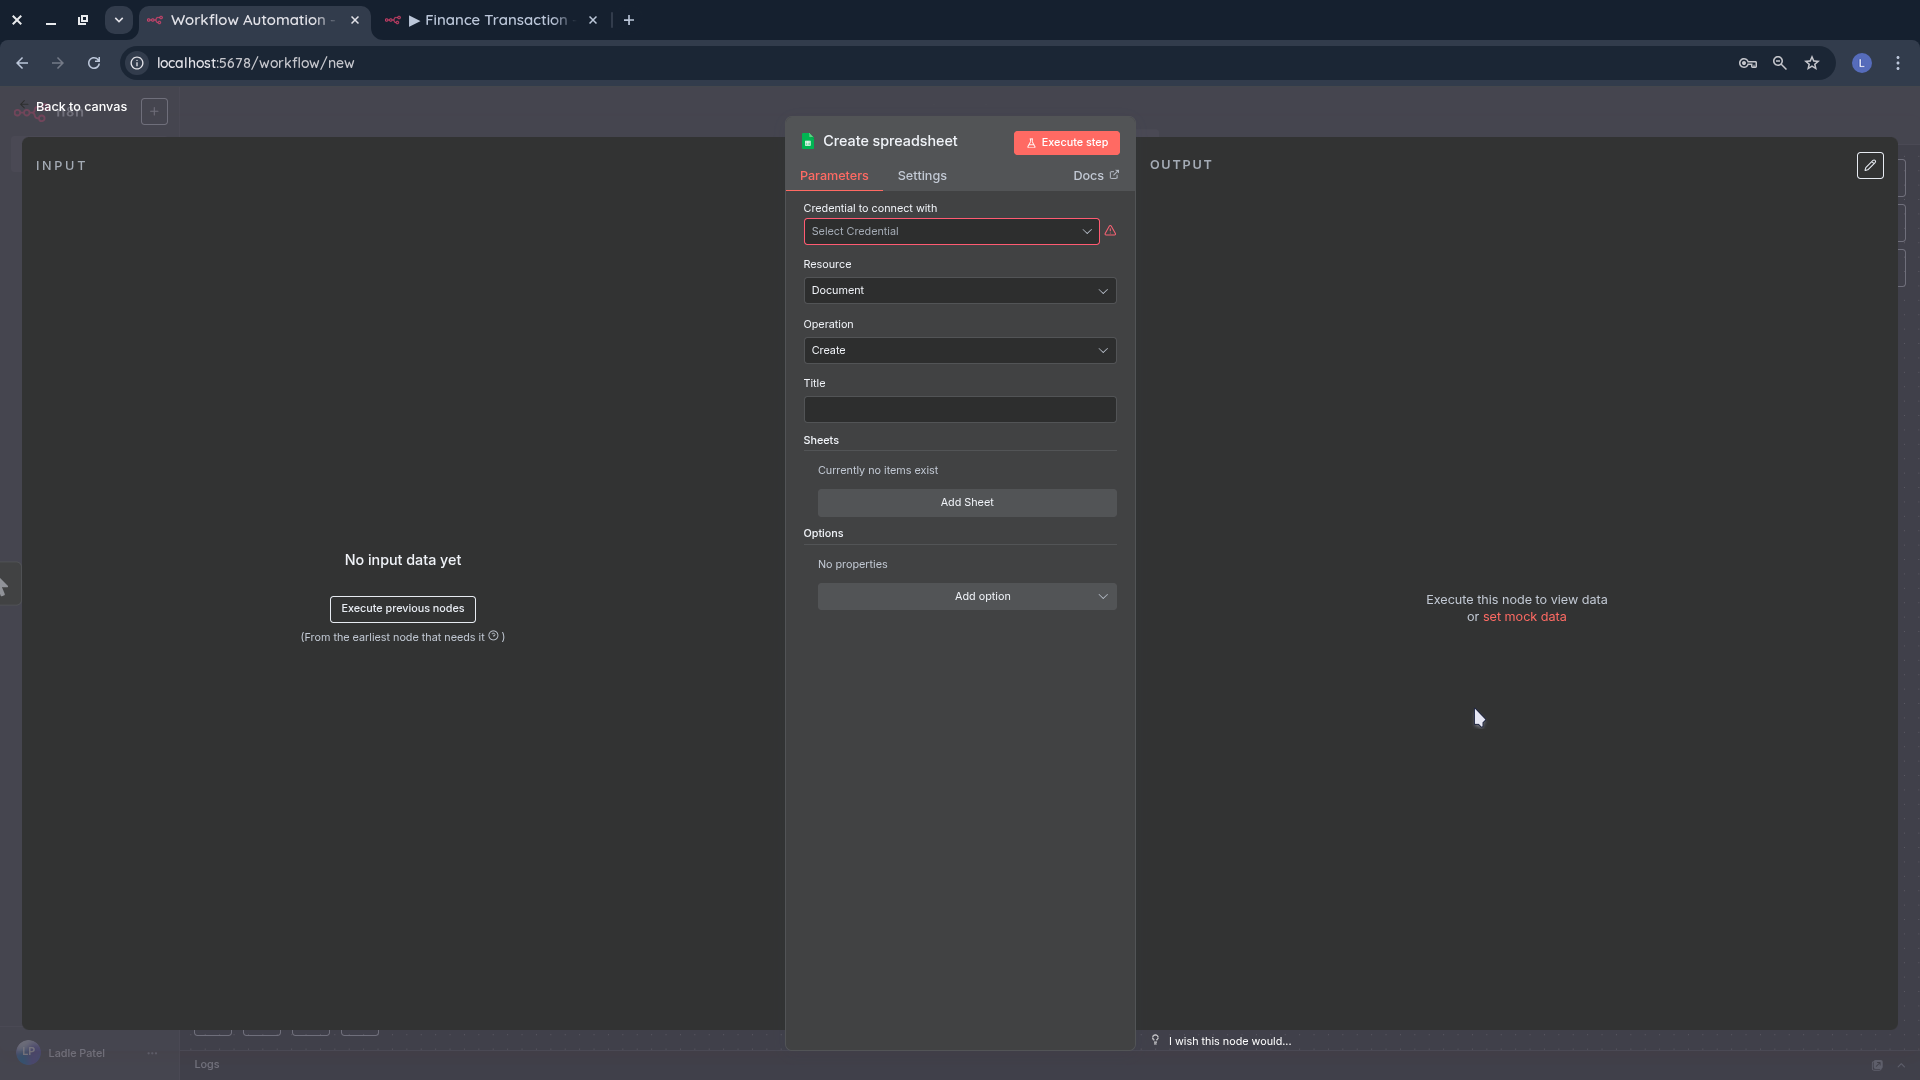 Workflow Automation -
▶ Finance Transaction
localhost:5678/workflow/new
L
Back to canvas
n8n
INPUT
Create spreadsheet
Execute step
OUTPUT
Parameters
Settings
Docs
Credential to connect with
Select Credential
Resource
Document
Operation
Create
Title
Sheets
Currently no items exist
Add Sheet
Options
No properties
Add option
No input data yet
Execute previous nodes
(From the earliest node that needs it ? )
Execute this node to view data
or set mock data
I wish this node would...
LP
Ladle Patel
Logs